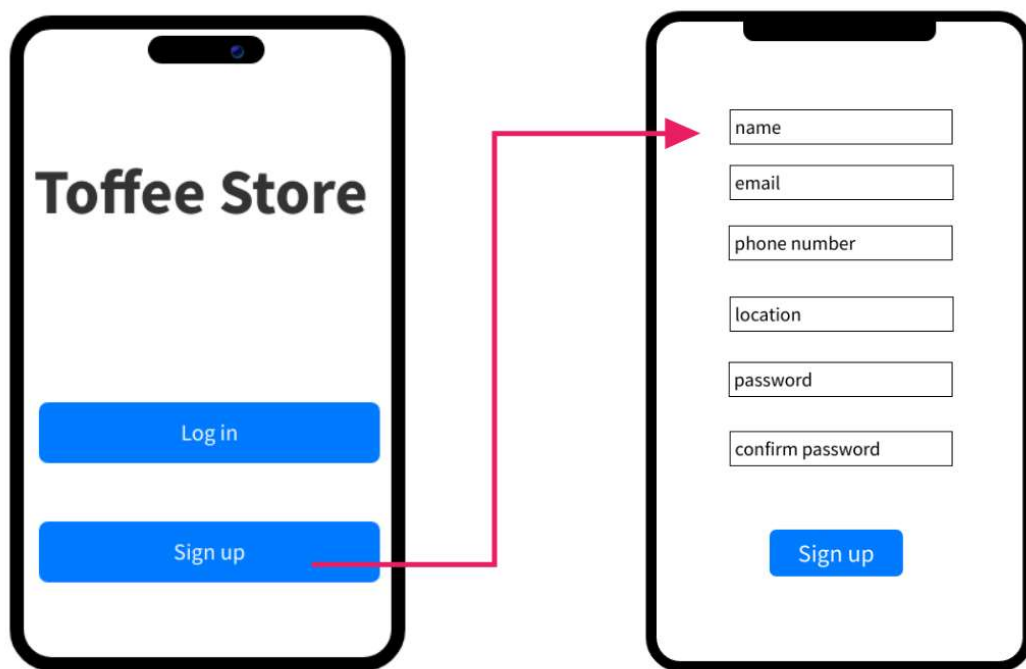 Toffee Store
Log in
Sign up
name
email
phone number
location
password
confirm password
Sign up